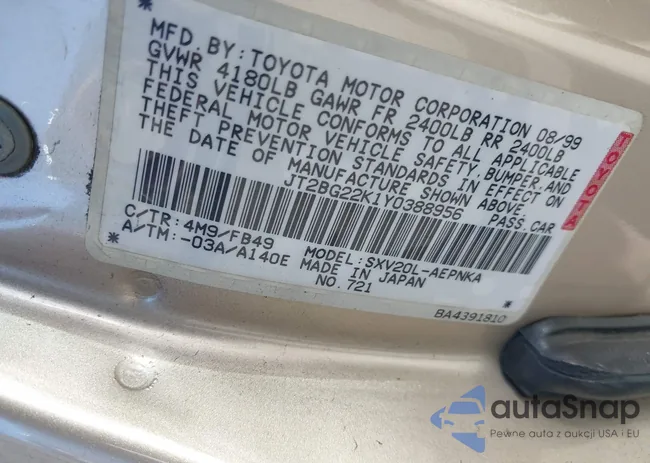 MFD. BY: TOYOTA MOTOR CORPORATION 08/99
GVWR 4180LB GAWR FR 2400LB RR 2400LB
THIS VEHICLE CONFORMS TO ALL APPLICABLE
FEDERAL MOTOR VEHICLE SAFETY, BUMPER, AND
THEFT PREVENTION STANDARDS IN EFFECT ON
THE DATE OF MANUFACTURE SHOWN ABOVE.
JT2BG22K1Y0388956 PASS.CAR
TOYOTA
C/TR: 4M9/FB49 MODEL: SXV20L-AEPNKA
A/TM: -03A/A140E MADE IN JAPAN
NO. 721
BA4391810
autaSnap
Pewne auta z aukcji USA i EU